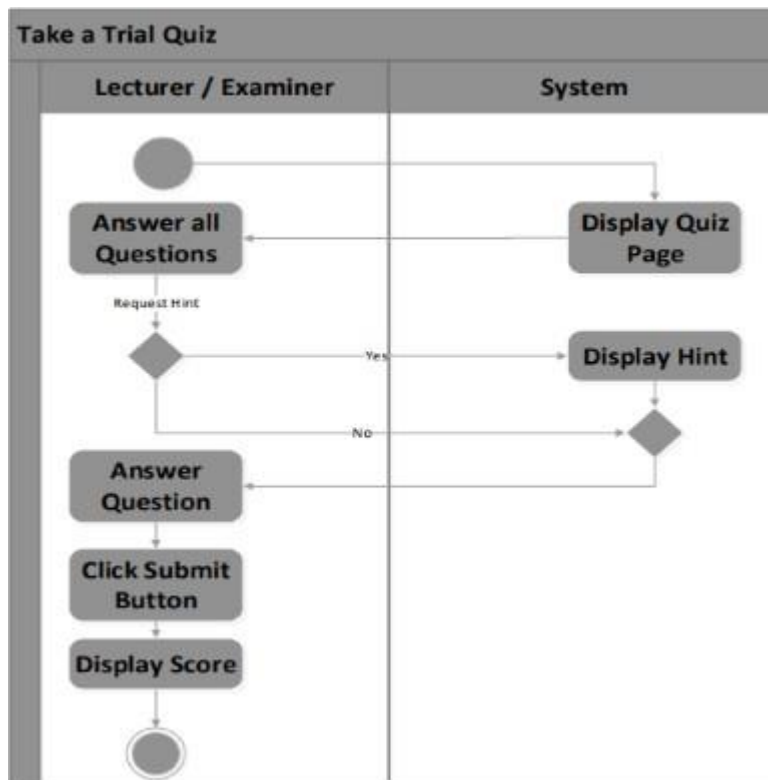 Take a Trial Quiz
Lecturer / Examiner
System
Answer all
Questions
Display Quiz
Page
Request Hint
Yes
Display Hint
No
Answer
Question
Click Submit
Button
Display Score